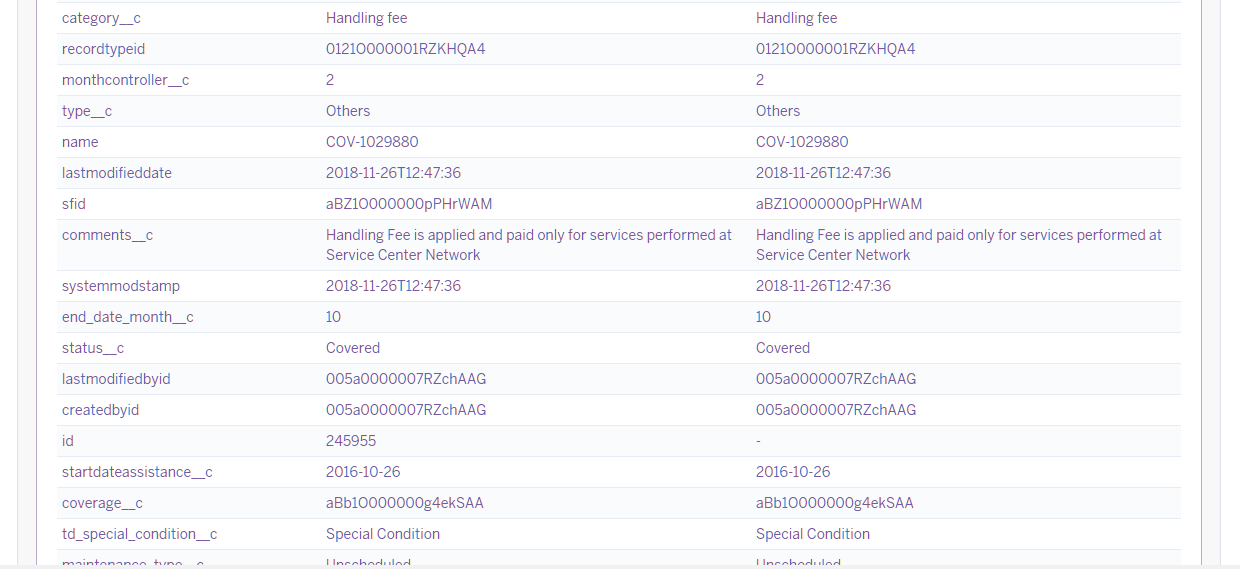 category__c Handling fee Handling fee
recordtypeid 0121O000001RZKHQA4 0121O000001RZKHQA4
monthcontroller__c 2 2
type__c Others Others
name COV-1029880 COV-1029880
lastmodifieddate 2018-11-26T12:47:36 2018-11-26T12:47:36
sfid aBZ1O000000pPHrWAM aBZ1O000000pPHrWAM
comments__c Handling Fee is applied and paid only for services performed at Handling Fee is applied and paid only for services performed at
Service Center Network Service Center Network
systemmodstamp 2018-11-26T12:47:36 2018-11-26T12:47:36
end_date_month__c 10 10
status__c Covered Covered
lastmodifiedbyid 005a0000007RZchAAG 005a0000007RZchAAG
createdbyid 005a0000007RZchAAG 005a0000007RZchAAG
id 245955 -
startdateassistance__c 2016-10-26 2016-10-26
coverage__c aBb1O0000000g4ekSAA aBb1O0000000g4ekSAA
td_special_condition__c Special Condition Special Condition
maintenance_type__c Unscheduled Unscheduled